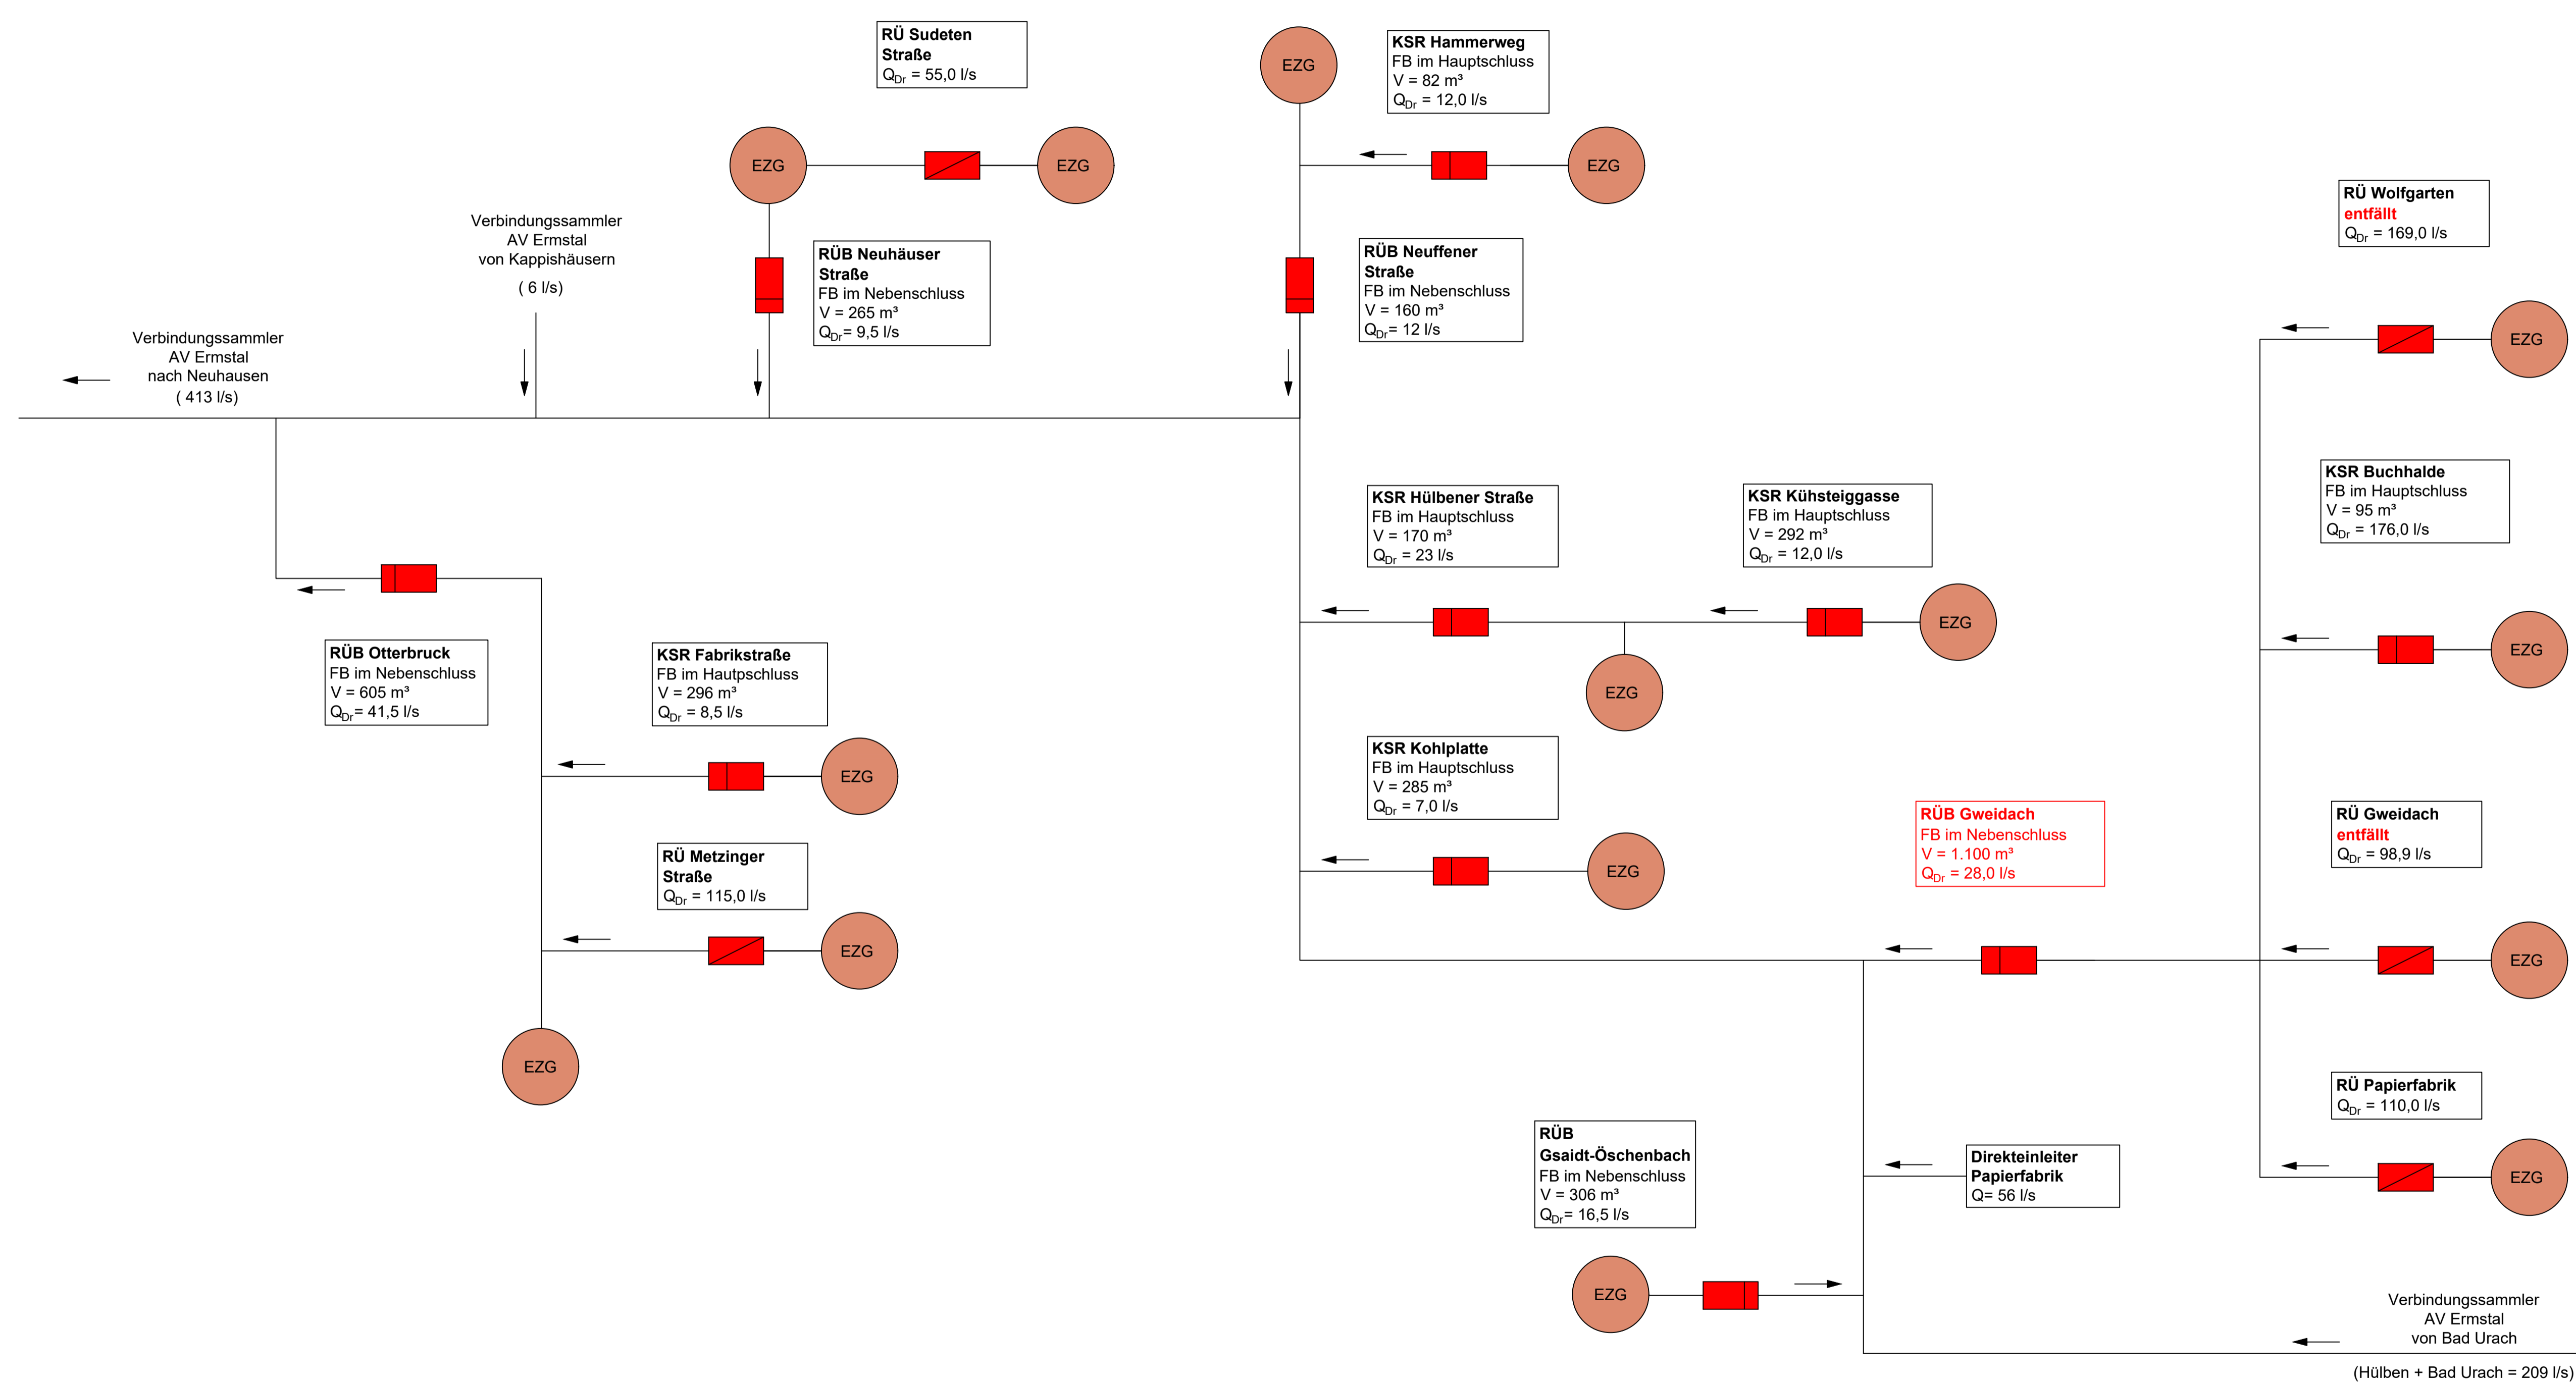 RÜ Sudeten
Straße
QDr = 55,0 l/s
EZG
KSR Hammerweg
FB im Hauptschluss
V = 82 m³
QDr = 12,0 l/s
EZG
EZG
EZG
RÜ Wolfgarten
entfällt
QDr = 169,0 l/s
Verbindungssammler
AV Ermstal
von Kappishäusern
( 6 l/s)
RÜB Neuhäuser
Straße
FB im Nebenschluss
V = 265 m³
QDr= 9,5 l/s
RÜB Neuffener
Straße
FB im Nebenschluss
V = 160 m³
QDr= 12 l/s
EZG
Verbindungssammler
AV Ermstal
nach Neuhausen
( 413 l/s)
KSR Hülbener Straße
FB im Hauptschluss
V = 170 m³
QDr = 23 l/s
KSR Kühsteiggasse
FB im Hauptschluss
V = 292 m³
QDr = 12,0 l/s
KSR Buchhalde
FB im Hauptschluss
V = 95 m³
QDr = 176,0 l/s
EZG
EZG
EZG
RÜB Otterbruck
FB im Nebenschluss
V = 605 m³
QDr= 41,5 l/s
KSR Fabrikstraße
FB im Hautpschluss
V = 296 m³
QDr = 8,5 l/s
EZG
KSR Kohlplatte
FB im Hauptschluss
V = 285 m³
QDr = 7,0 l/s
EZG
RÜB Gweidach
FB im Nebenschluss
V = 1.100 m³
QDr = 28,0 l/s
RÜ Gweidach
entfällt
QDr = 98,9 l/s
RÜ Metzinger
Straße
QDr = 115,0 l/s
EZG
EZG
EZG
RÜ Papierfabrik
QDr = 110,0 l/s
RÜB
Gsaidt-Öschenbach
FB im Nebenschluss
V = 306 m³
QDr= 16,5 l/s
Direkteinleiter
Papierfabrik
Q= 56 l/s
EZG
EZG
Verbindungssammler
AV Ermstal
von Bad Urach
(Hülben + Bad Urach = 209 l/s)